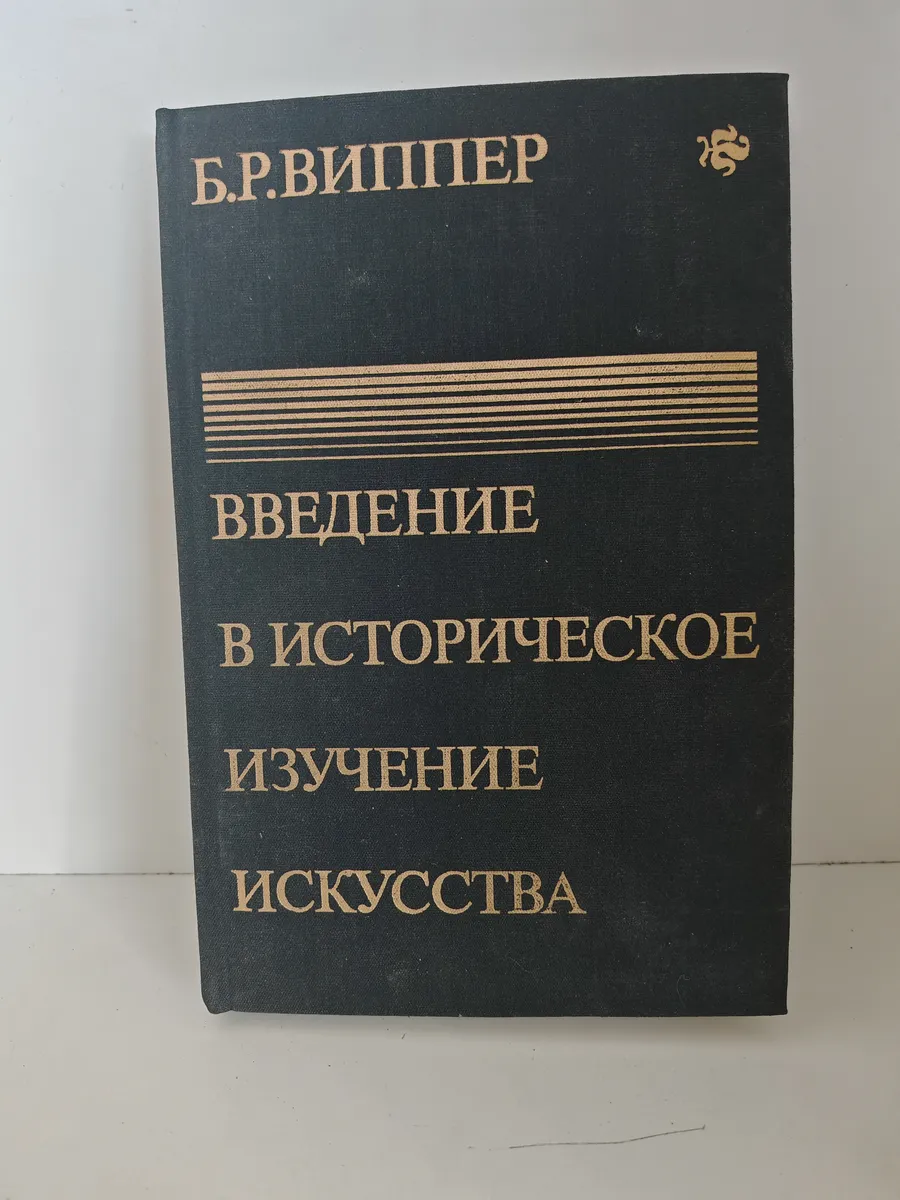 Б.Р.ВИППЕР
ВВЕДЕНИЕ
В ИСТОРИЧЕСКОЕ
ИЗУЧЕНИЕ
ИСКУССТВА